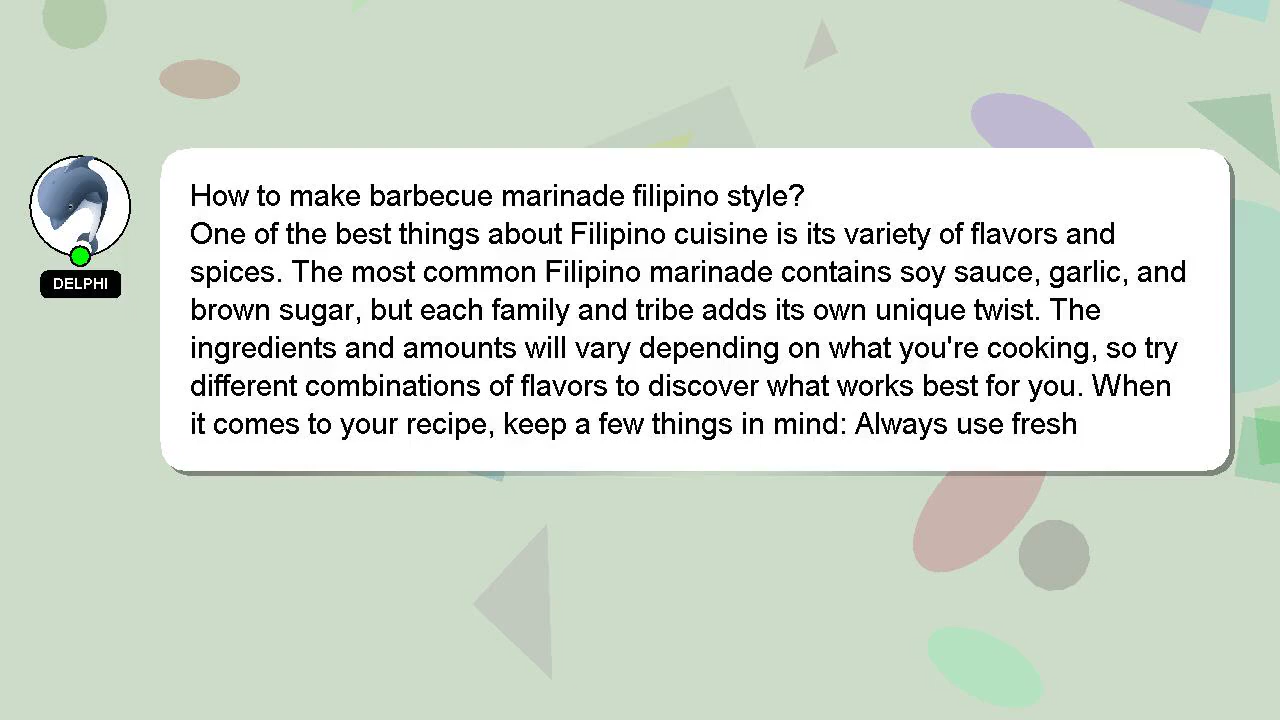 How to make barbecue marinade filipino style?
One of the best things about Filipino cuisine is its variety of flavors and
spices. The most common Filipino marinade contains soy sauce, garlic, and
brown sugar, but each family and tribe adds its own unique twist. The
ingredients and amounts will vary depending on what you're cooking, so try
different combinations of flavors to discover what works best for you. When
it comes to your recipe, keep a few things in mind: Always use fresh
DELPHI